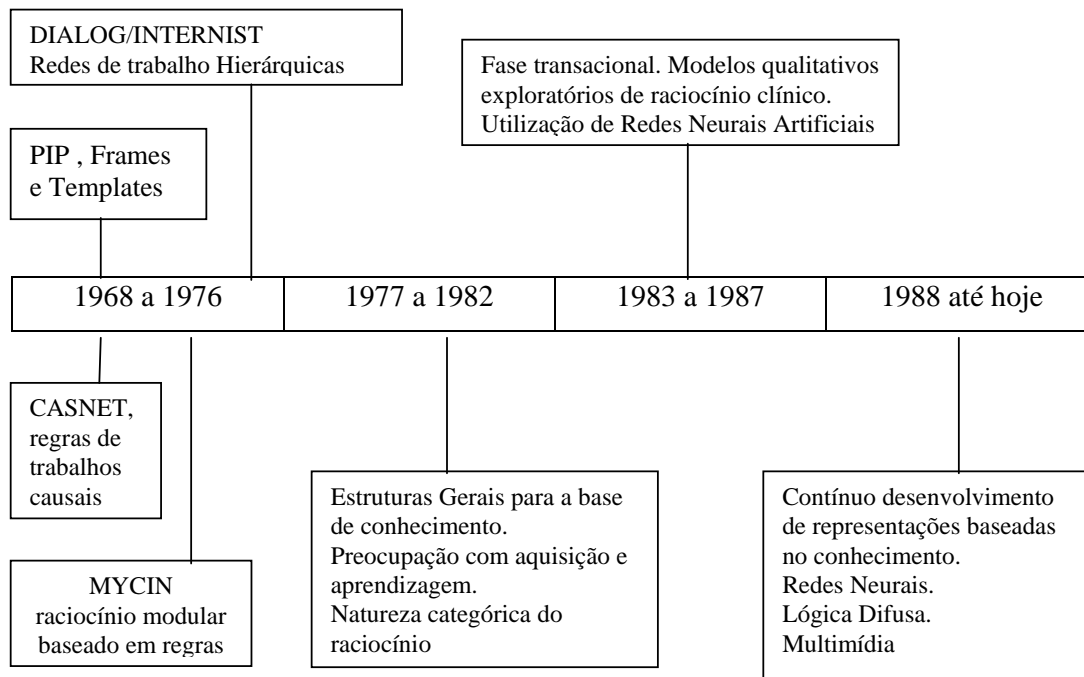 DIALOG/INTERNIST
Redes de trabalho Hierárquicas
Fase transacional. Modelos qualitativos
exploratórios de raciocínio clínico.
Utilização de Redes Neurais Artificiais
PIP , Frames
e Templates
1968 a 1976
1977 a 1982
1983 a 1987
1988 até hoje
CASNET,
regras de
trabalhos
causais
MYCIN
raciocínio modular
baseado em regras
Estruturas Gerais para a base
de conhecimento.
Preocupação com aquisição e
aprendizagem.
Natureza categórica do
raciocínio
Contínuo desenvolvimento
de representações baseadas
no conhecimento.
Redes Neurais.
Lógica Difusa.
Multimídia